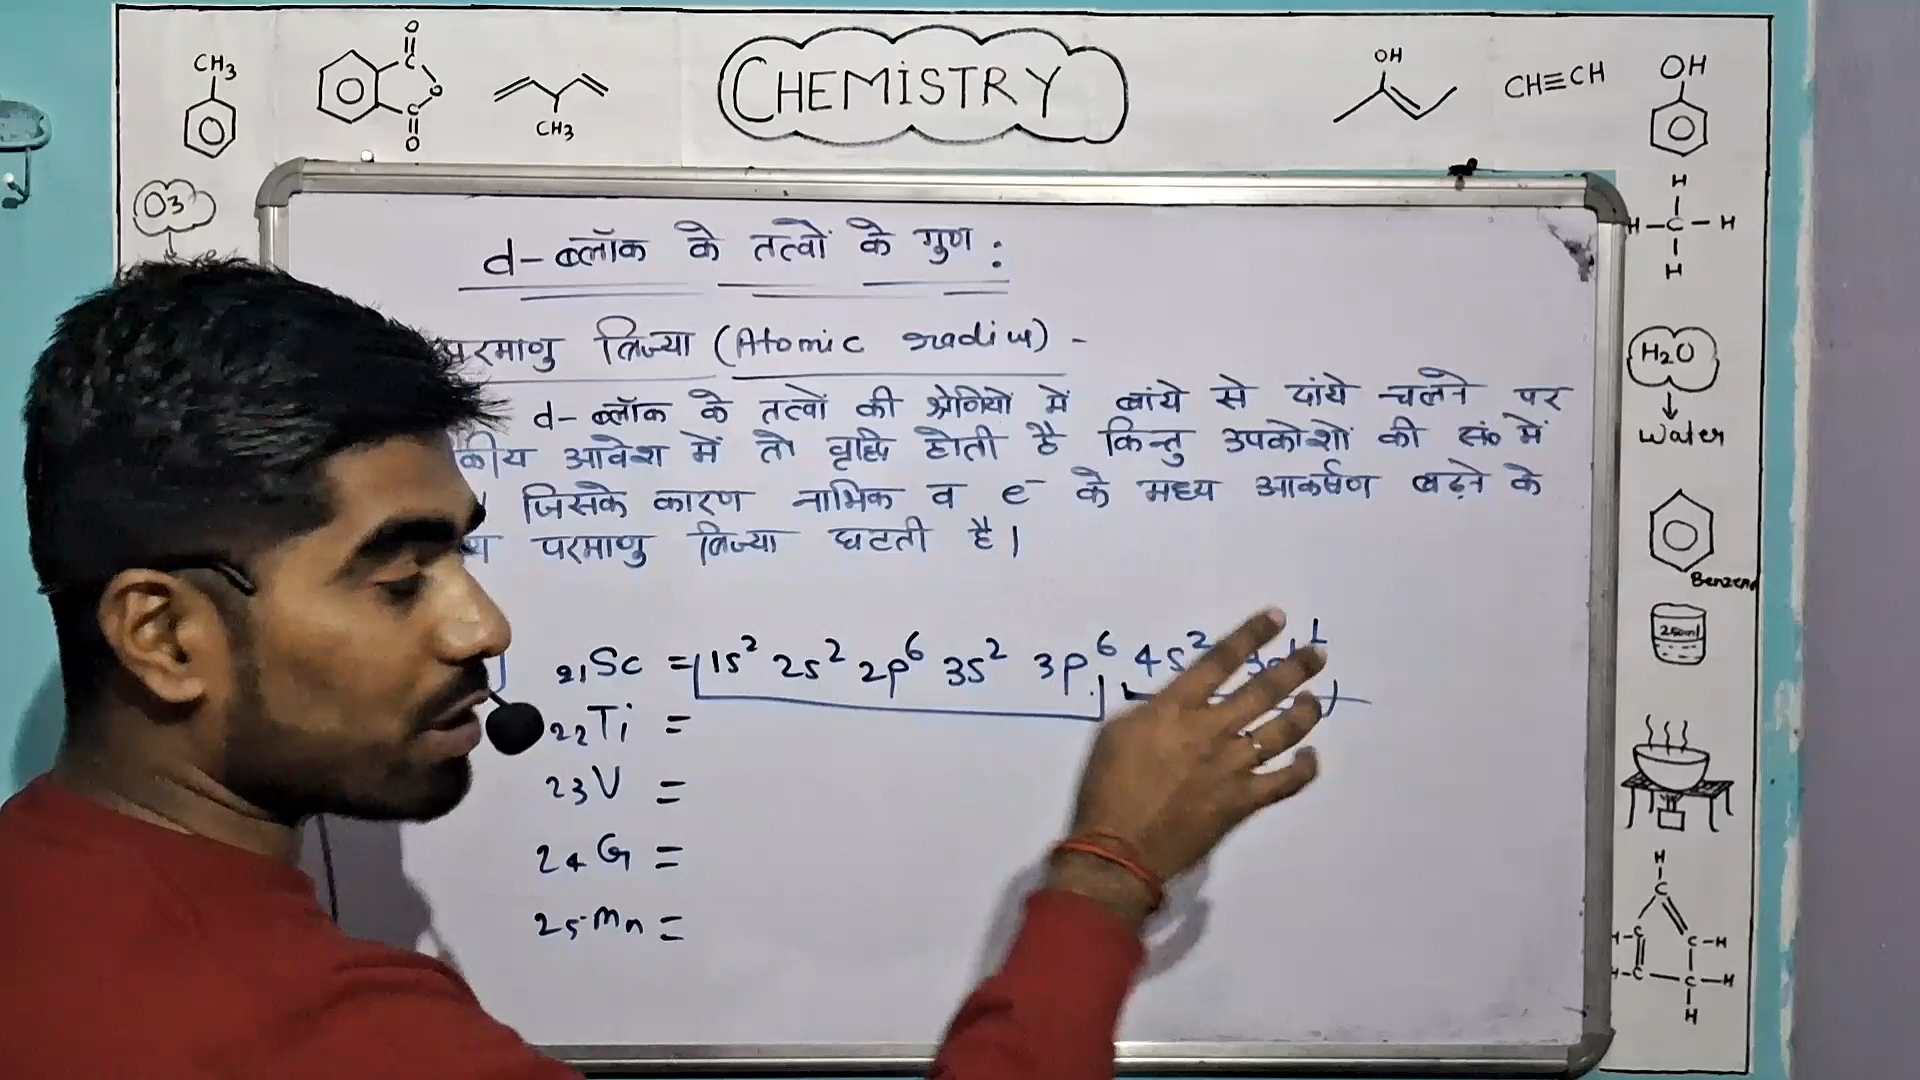 CHEMISTRY
CH3
O
C
O
C
O
CH3
OH
CH≡CH
OH
O3
H
H-C-H
H
H2O
Water
Benzene
250ml
H
C
H-C C-H
H-C C-H
H
d-ब्लॉक के तत्वों के गुण :
परमाणु त्रिज्या (Atomic radius) -
d-ब्लॉक के तत्वों की श्रेणियों में बांये से दांये चलने पर
कीय आवेश में तो वृद्धि होती है किन्तु उपकोशों की सं० में
जिसके कारण नाभिक व e⁻ के मध्य आकर्षण बढ़ने के
परमाणु त्रिज्या घटती है।
21Sc = 1s² 2s² 2p⁶ 3s² 3p⁶ 4s²
22Ti =
23V =
24Cr =
25Mn =